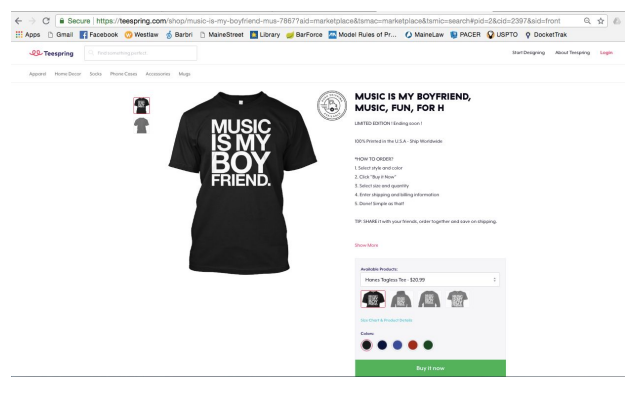 Secure https://teespring.com/shop/music-is-my-boyfriend-mus-7867?aid=marketplace&tsmac=marketplace&tsmic=search#pid=2&cid=2397&sid=front
Apps Gmail Facebook Westlaw Barbri MaineStreet Library BarForce Model Rules of Pr... MaineLaw PACER USPTO DocketTrak
Teespring Find something perfect... Start Designing About Teespring Login
Apparel Home Decor Socks Phone Cases Accessories Mugs
MUSIC
IS MY
BOY
FRIEND.
MUSIC IS MY BOYFRIEND,
MUSIC, FUN, FOR H
LIMITED EDITION ! Ending soon !
100% Printed in the U.S.A - Ship Worldwide
*HOW TO ORDER?
1. Select style and color
2. Click "Buy it Now"
3. Select size and quantity
4. Enter shipping and billing information
5. Done! Simple as that!
TIP: SHARE it with your friends, order together and save on shipping.
Show More
Available Products:
Hanes Tagless Tee - $20.99
Size Chart & Product Details
Colors:
Buy it now